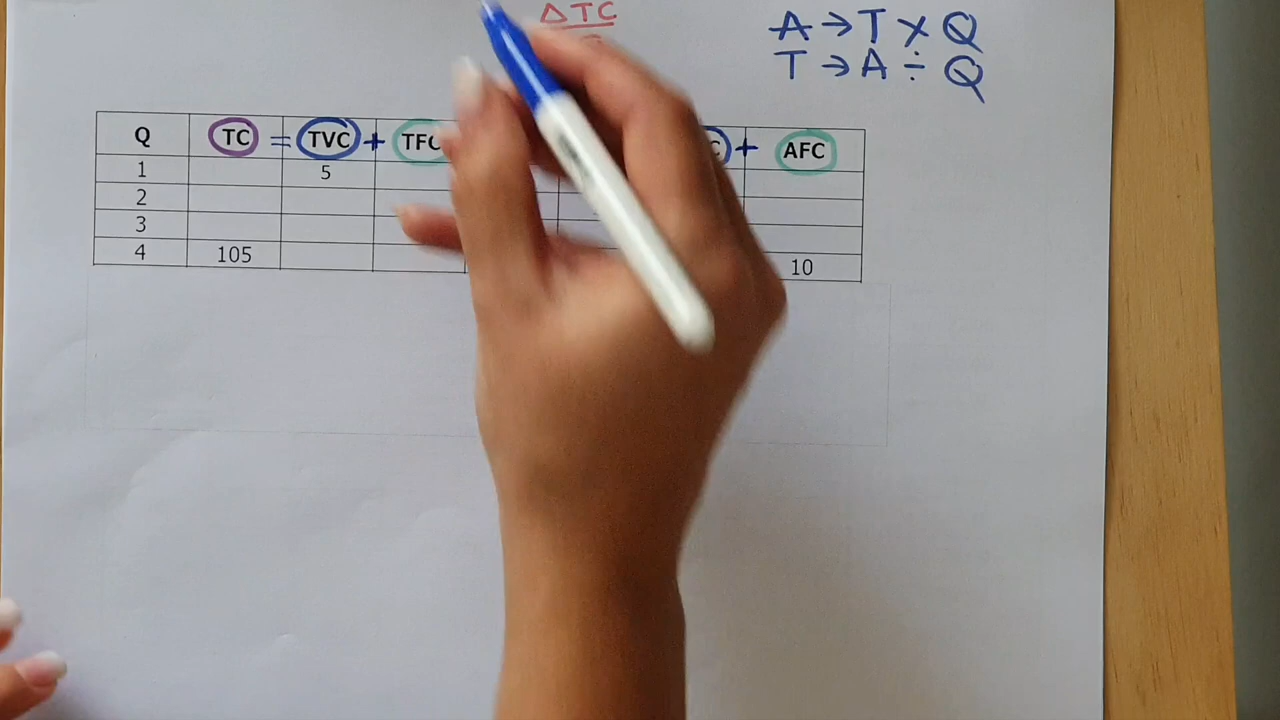 ΔTC
A → T × Q
T → A ÷ Q
Q TC = TVC + TFC + AFC
1 5
2
3
4 105 10